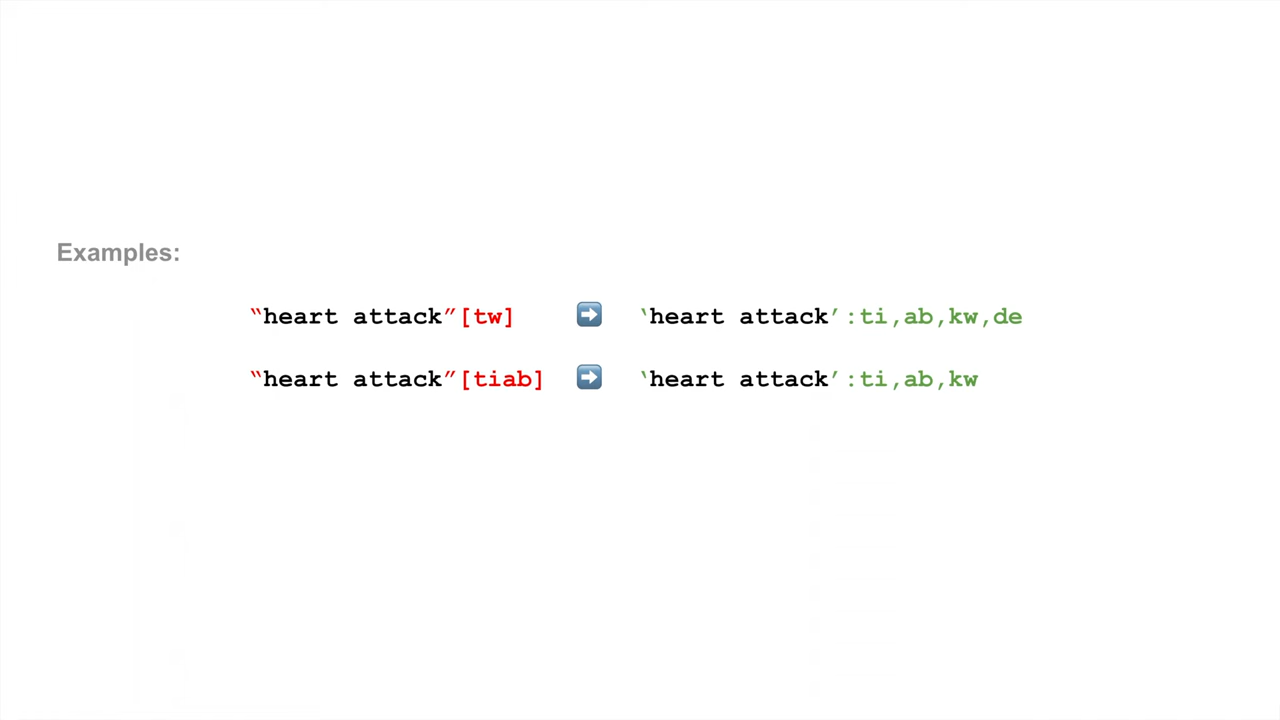 Examples:
“heart attack”[tw] ➡ ‘heart attack’:ti,ab,kw,de
“heart attack”[tiab] ➡ ‘heart attack’:ti,ab,kw